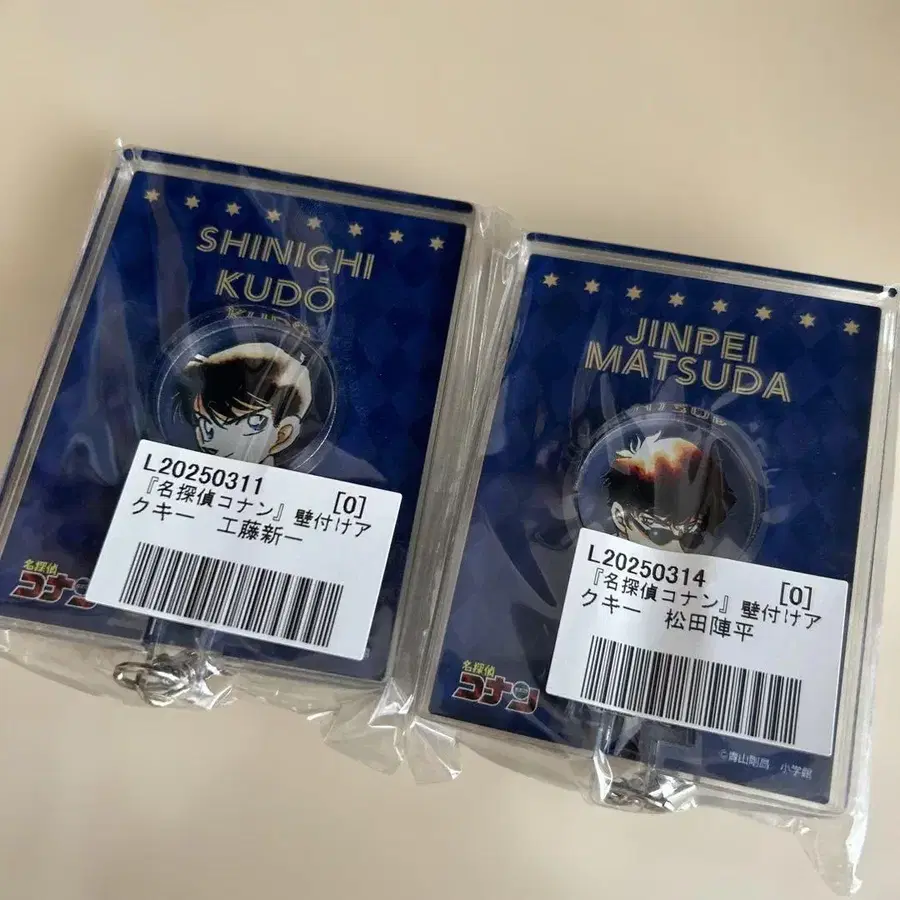 SHINICHI
KUDŌ
L20250311 [0]
『名探偵コナン』壁付けア
クキー 工藤新一
名探偵
コナン
JINPEI
MATSUDA
L20250314 [0]
『名探偵コナン』壁付けア
クキー 松田陣平
名探偵
コナン
©青山剛昌 小学館